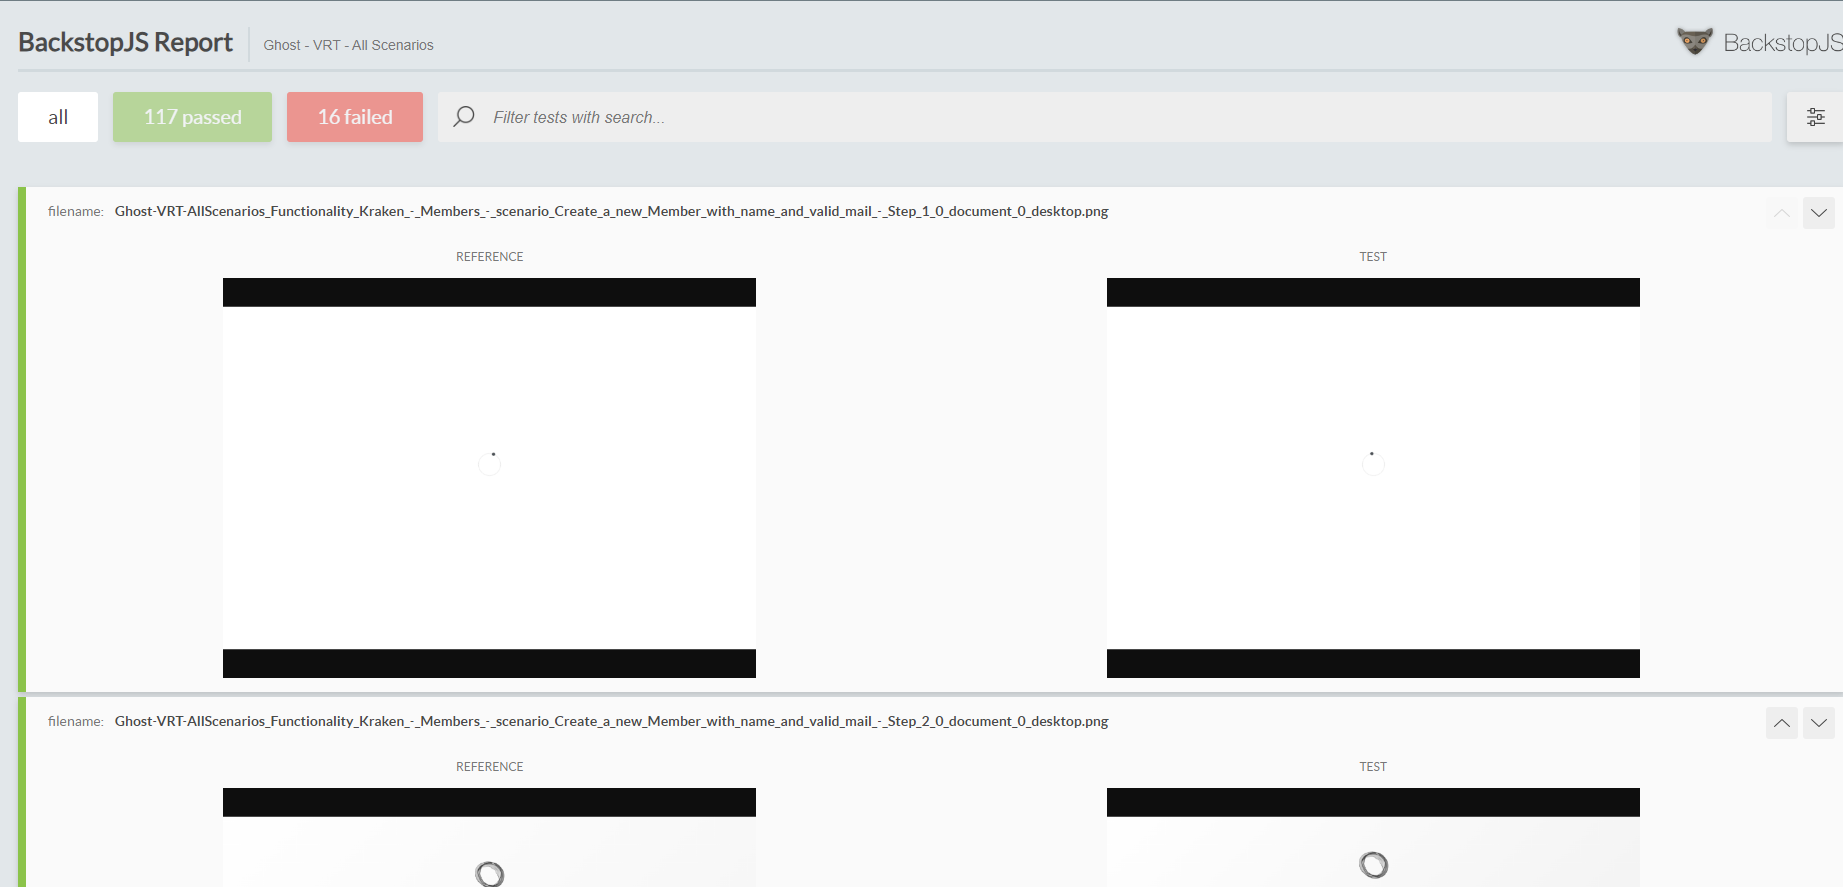 BackstopJS Report
Ghost - VRT - All Scenarios
BackstopJS
all
117 passed
16 failed
Filter tests with search...
filename: Ghost-VRT-AllScenarios_Functionality_Kraken_-_Members_-_scenario_Create_a_new_Member_with_name_and_valid_mail_-_Step_1_0_document_0_desktop.png
REFERENCE
TEST
filename: Ghost-VRT-AllScenarios_Functionality_Kraken_-_Members_-_scenario_Create_a_new_Member_with_name_and_valid_mail_-_Step_2_0_document_0_desktop.png
REFERENCE
TEST